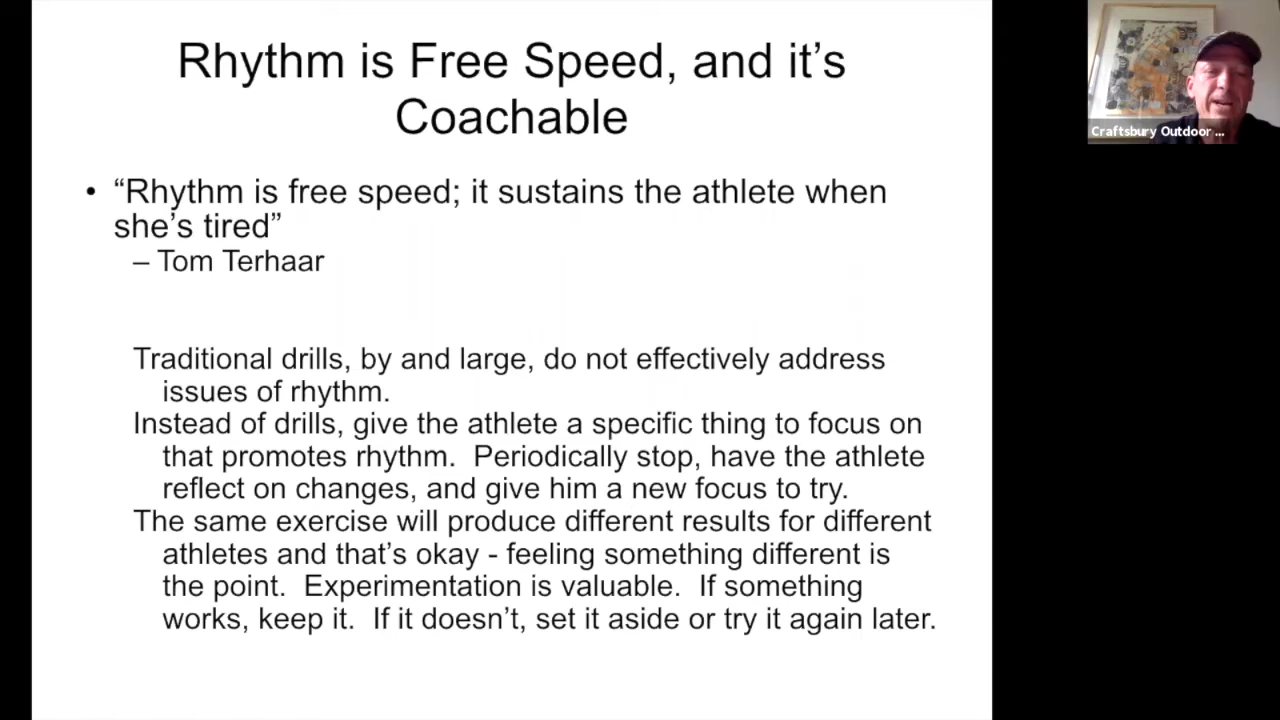 Rhythm is Free Speed, and it’s
Coachable
• “Rhythm is free speed; it sustains the athlete when
she’s tired”
– Tom Terhaar
Traditional drills, by and large, do not effectively address
issues of rhythm.
Instead of drills, give the athlete a specific thing to focus on
that promotes rhythm.  Periodically stop, have the athlete
reflect on changes, and give him a new focus to try.
The same exercise will produce different results for different
athletes and that’s okay - feeling something different is
the point.  Experimentation is valuable.  If something
works, keep it.  If it doesn’t, set it aside or try it again later.
Craftsbury Outdoor ...